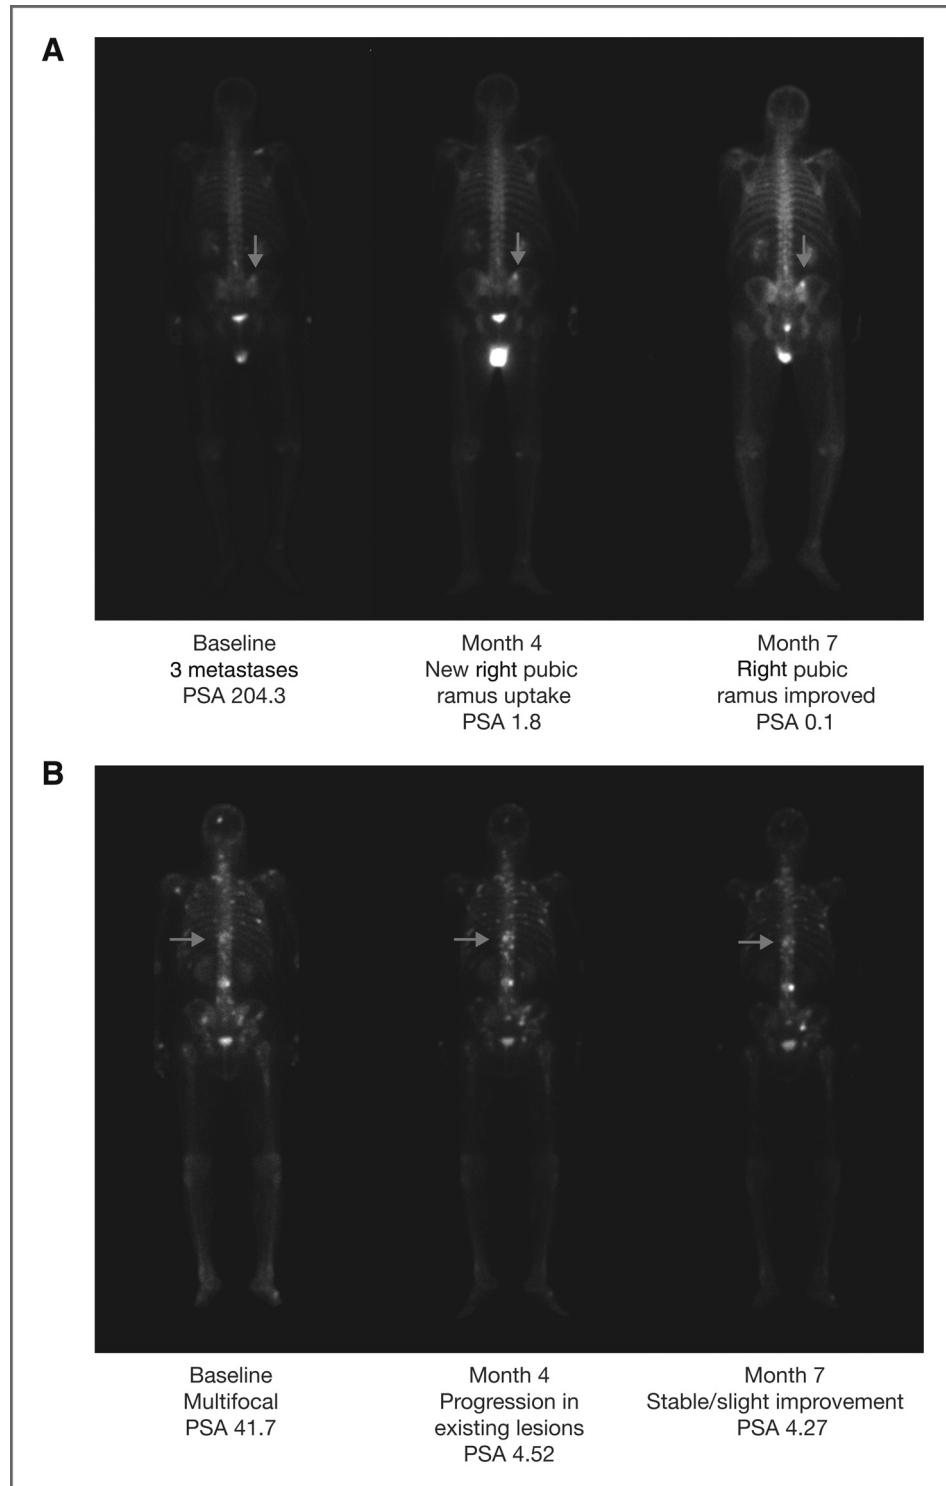 A
Baseline
3 metastases
PSA 204.3
Month 4
New right pubic
ramus uptake
PSA 1.8
Month 7
Right pubic
ramus improved
PSA 0.1
B
Baseline
Multifocal
PSA 41.7
Month 4
Progression in
existing lesions
PSA 4.52
Month 7
Stable/slight improvement
PSA 4.27